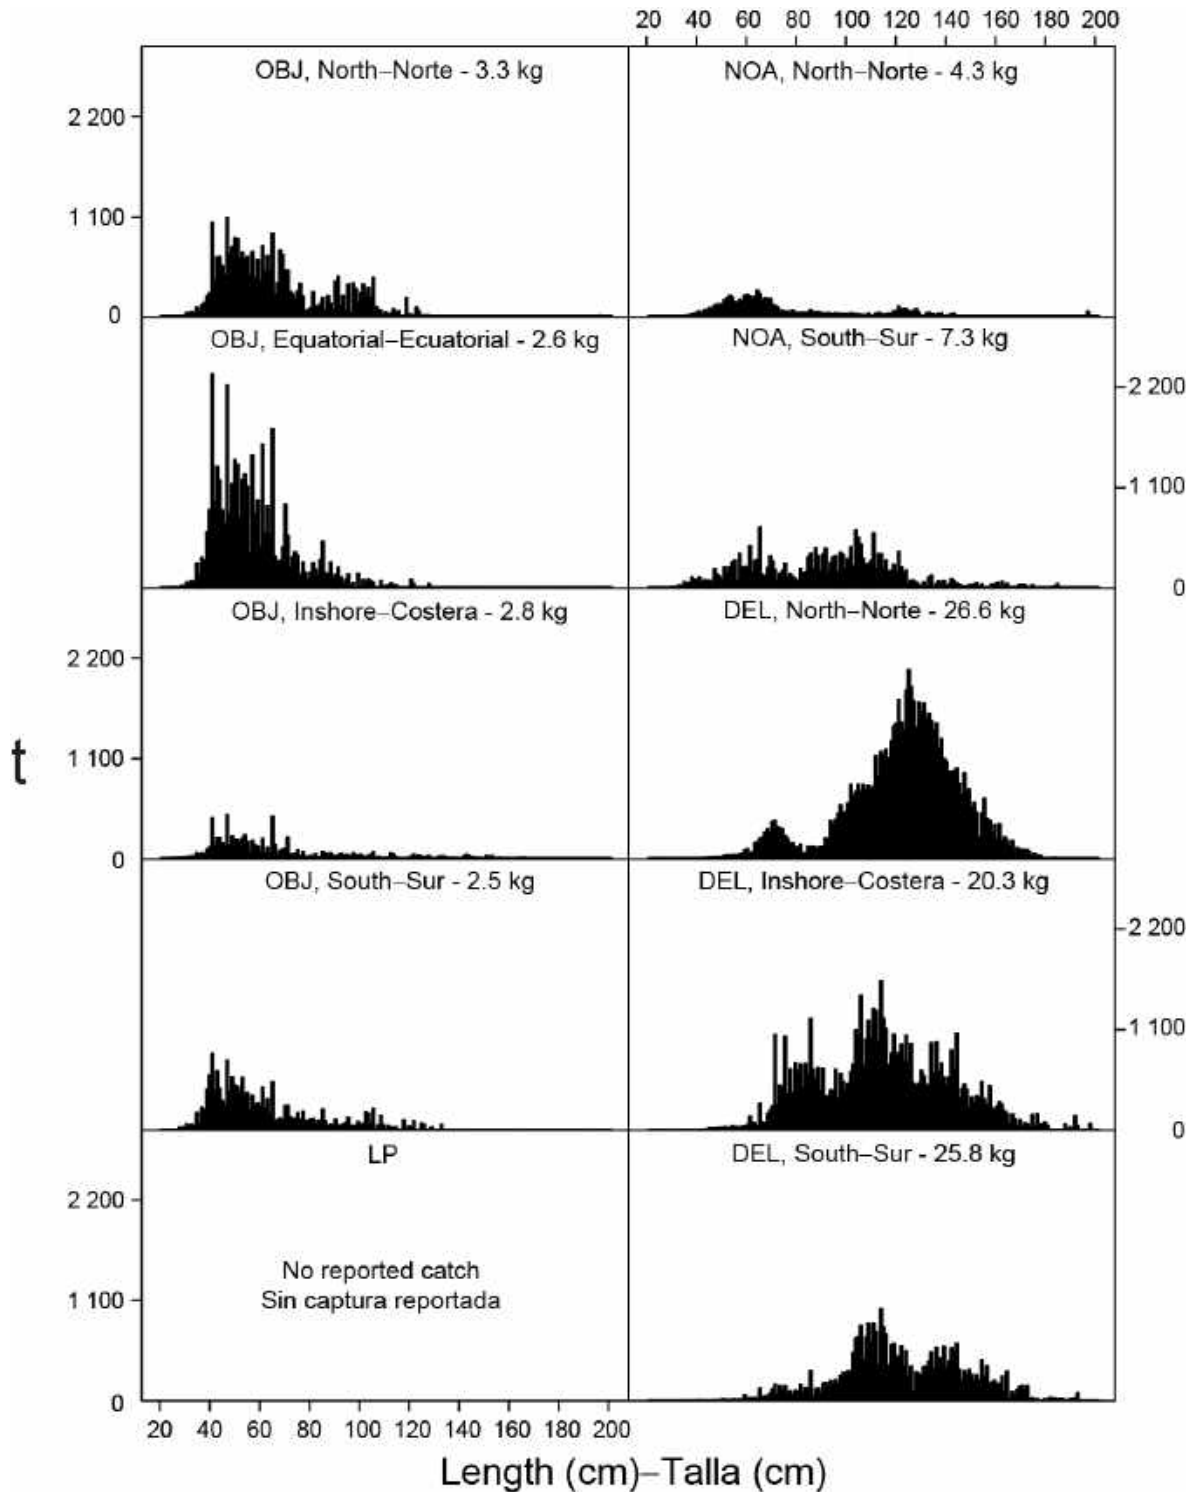 20 40 60 80 100 120 140 160 180 200
OBJ, North–Norte - 3.3 kg
2 200
1 100
0
NOA, North–Norte - 4.3 kg
OBJ, Equatorial–Ecuatorial - 2.6 kg
NOA, South–Sur - 7.3 kg
2 200
1 100
0
OBJ, Inshore–Costera - 2.8 kg
2 200
1 100
0
DEL, North–Norte - 26.6 kg
t
OBJ, South–Sur - 2.5 kg
DEL, Inshore–Costera - 20.3 kg
2 200
1 100
0
LP
2 200
No reported catch
Sin captura reportada
1 100
0
DEL, South–Sur - 25.8 kg
20 40 60 80 100 120 140 160 180 200
Length (cm)–Talla (cm)